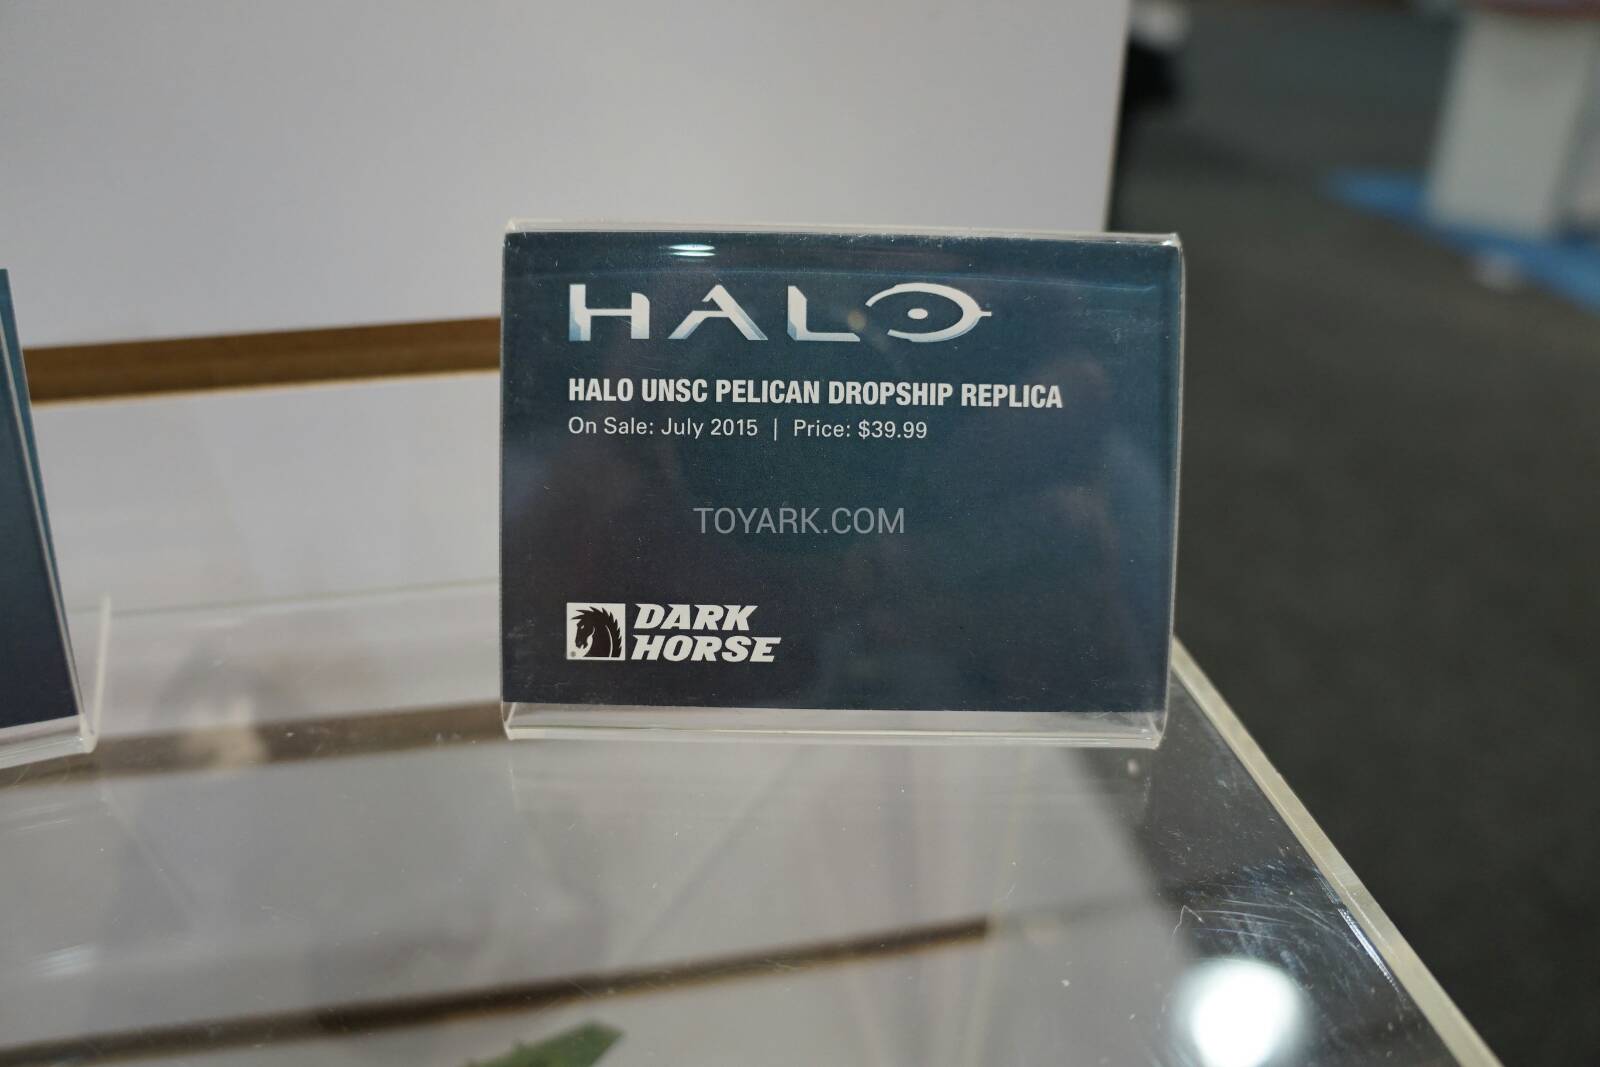 HALO
HALO UNSC PELICAN DROPSHIP REPLICA
On Sale: July 2015 | Price: $39.99
TOYARK.COM
DARK
HORSE